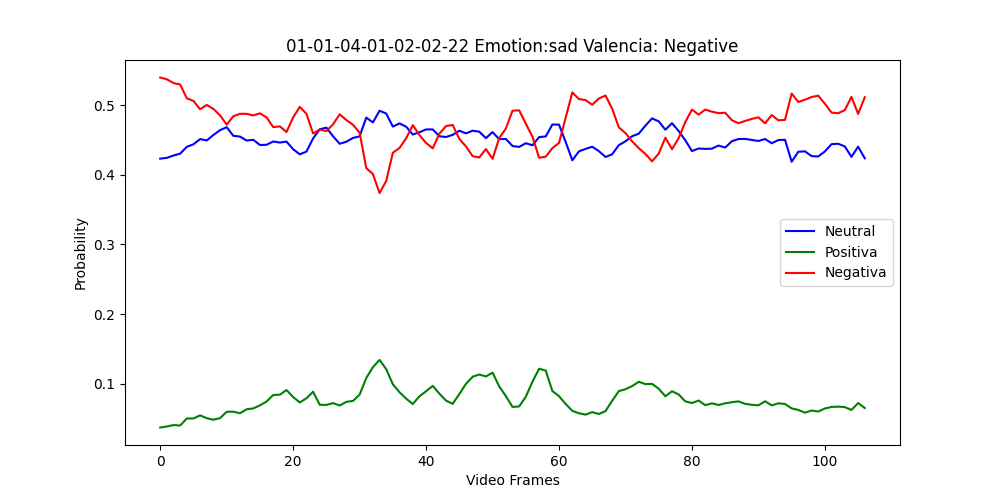 01-01-04-01-02-02-22 Emotion:sad Valencia: Negative
0.5
0.4
0.3
0.2
0.1
Probability
Neutral
Positiva
Negativa
0 20 40 60 80 100
Video Frames